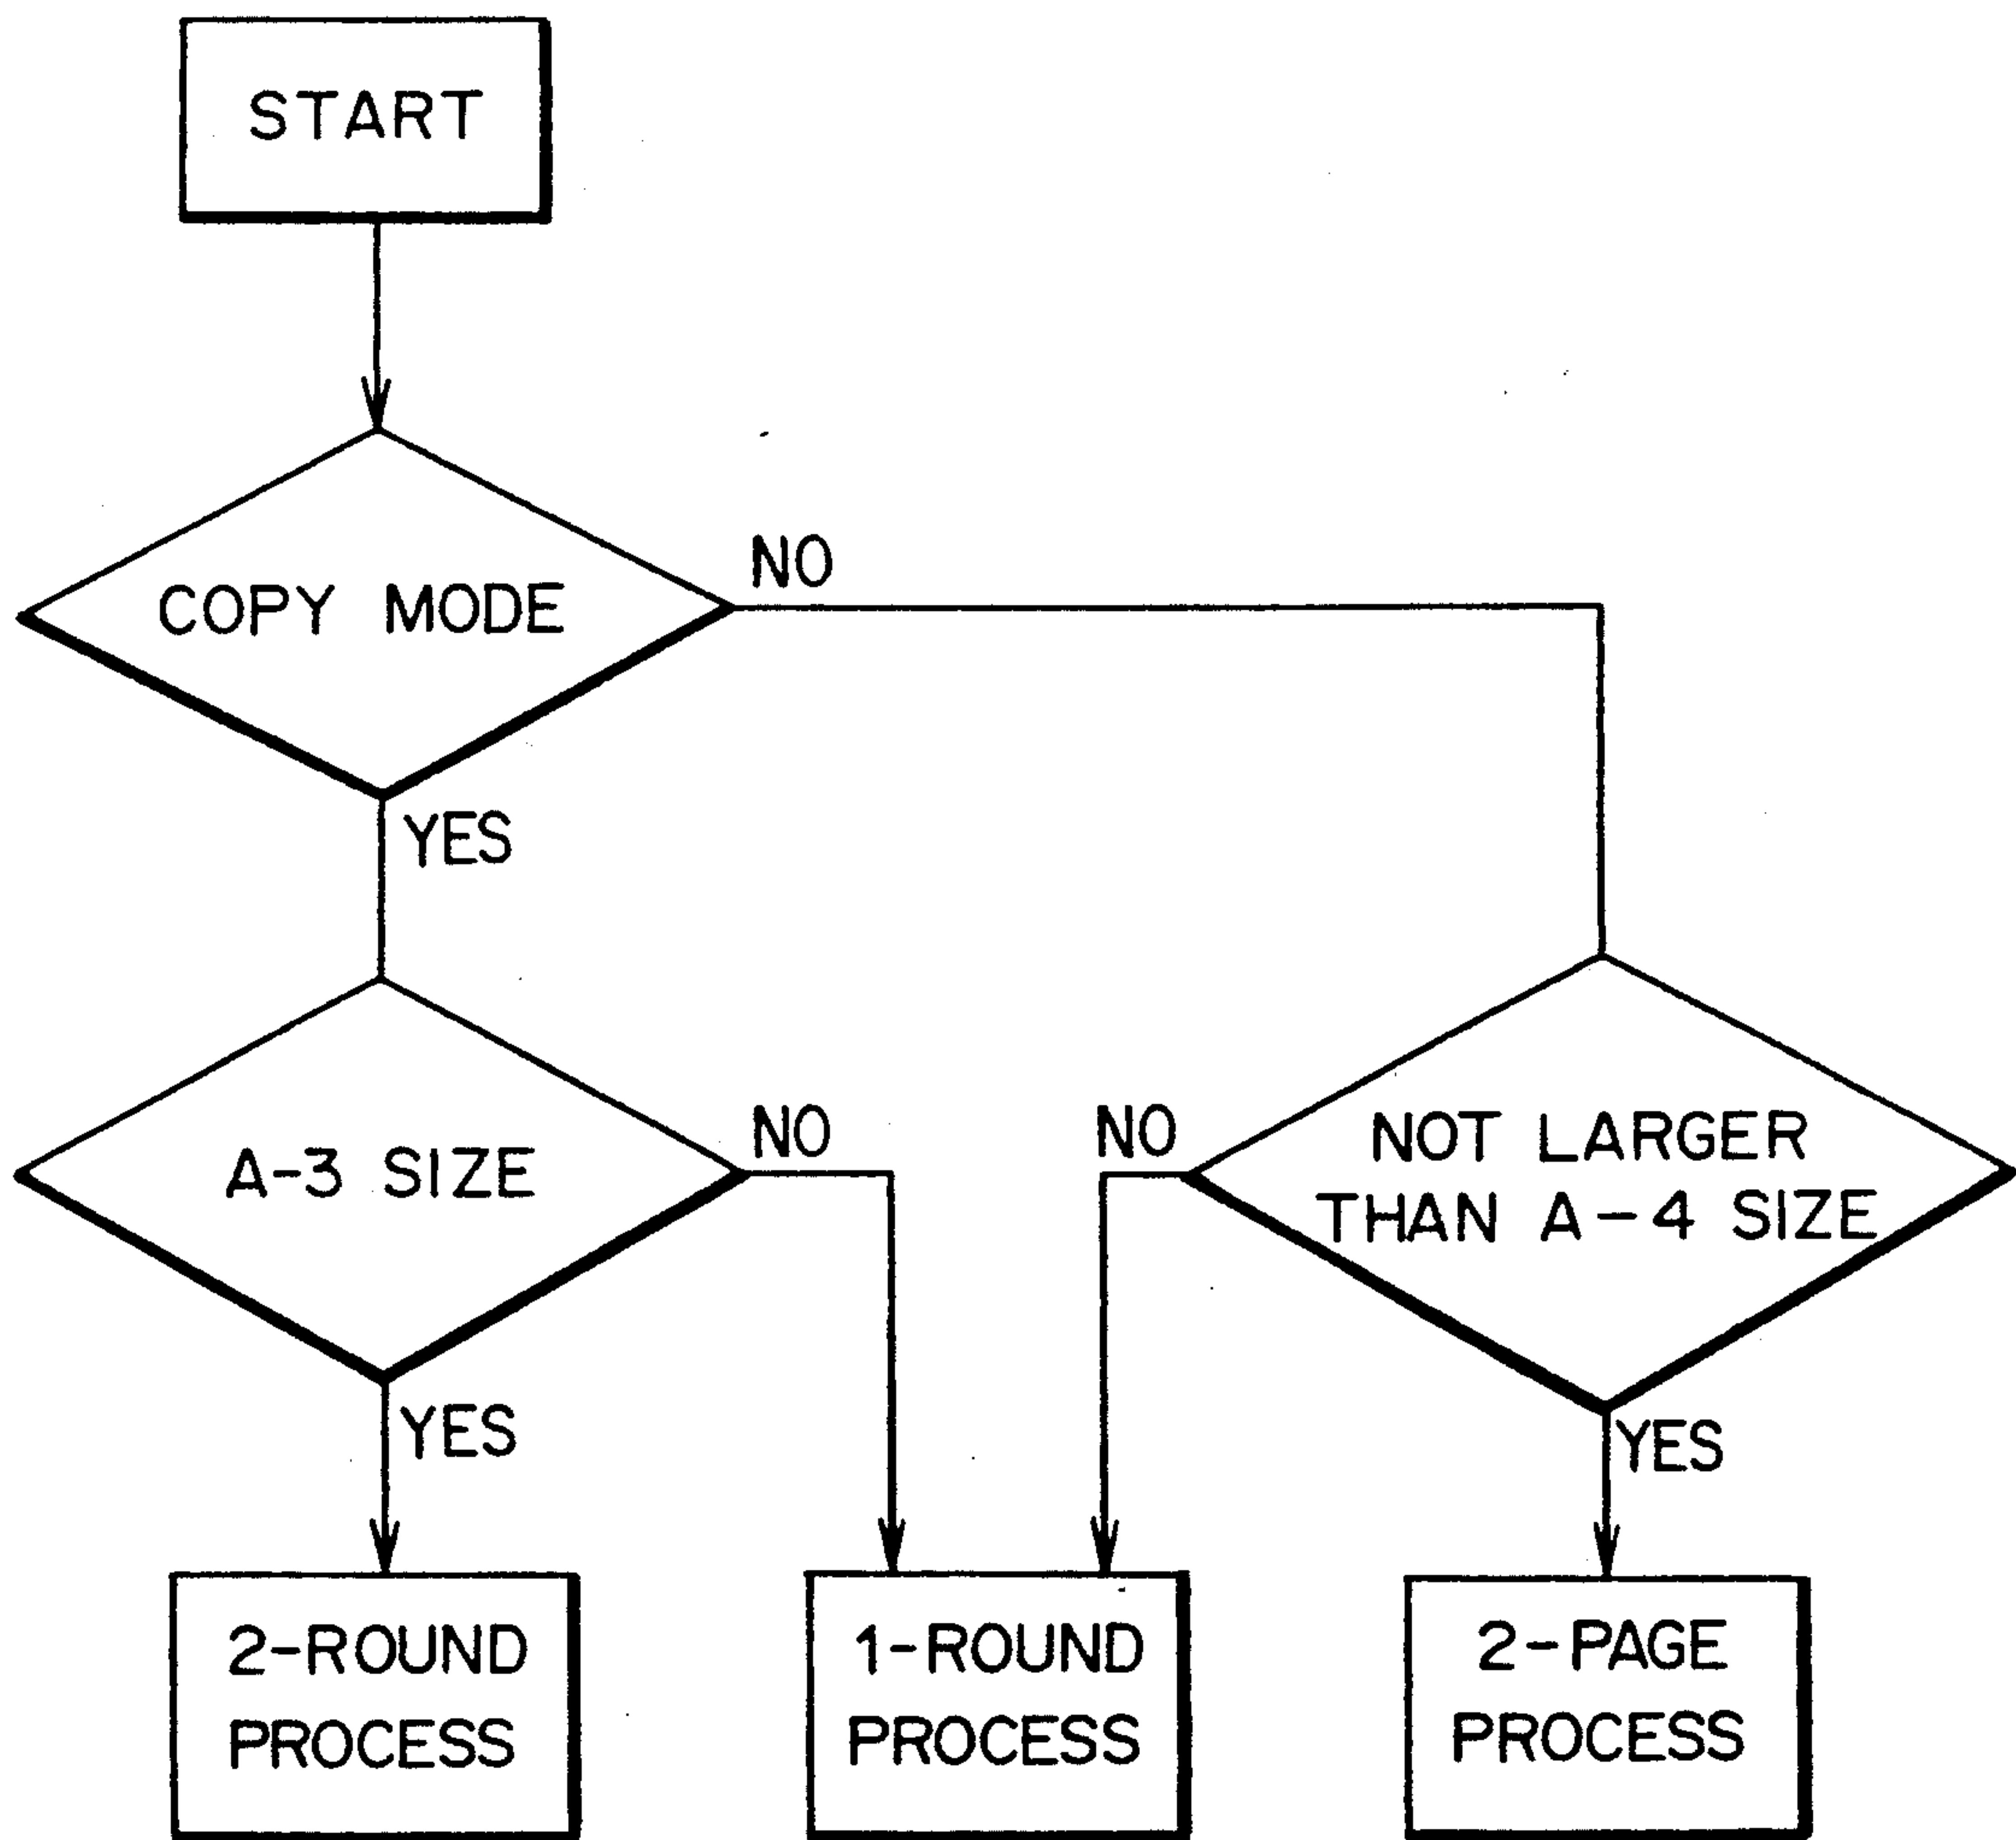 START
COPY MODE
NO
YES
A-3 SIZE
NO
NO
NOT LARGER
THAN A-4 SIZE
YES
YES
2-ROUND
PROCESS
1-ROUND
PROCESS
2-PAGE
PROCESS